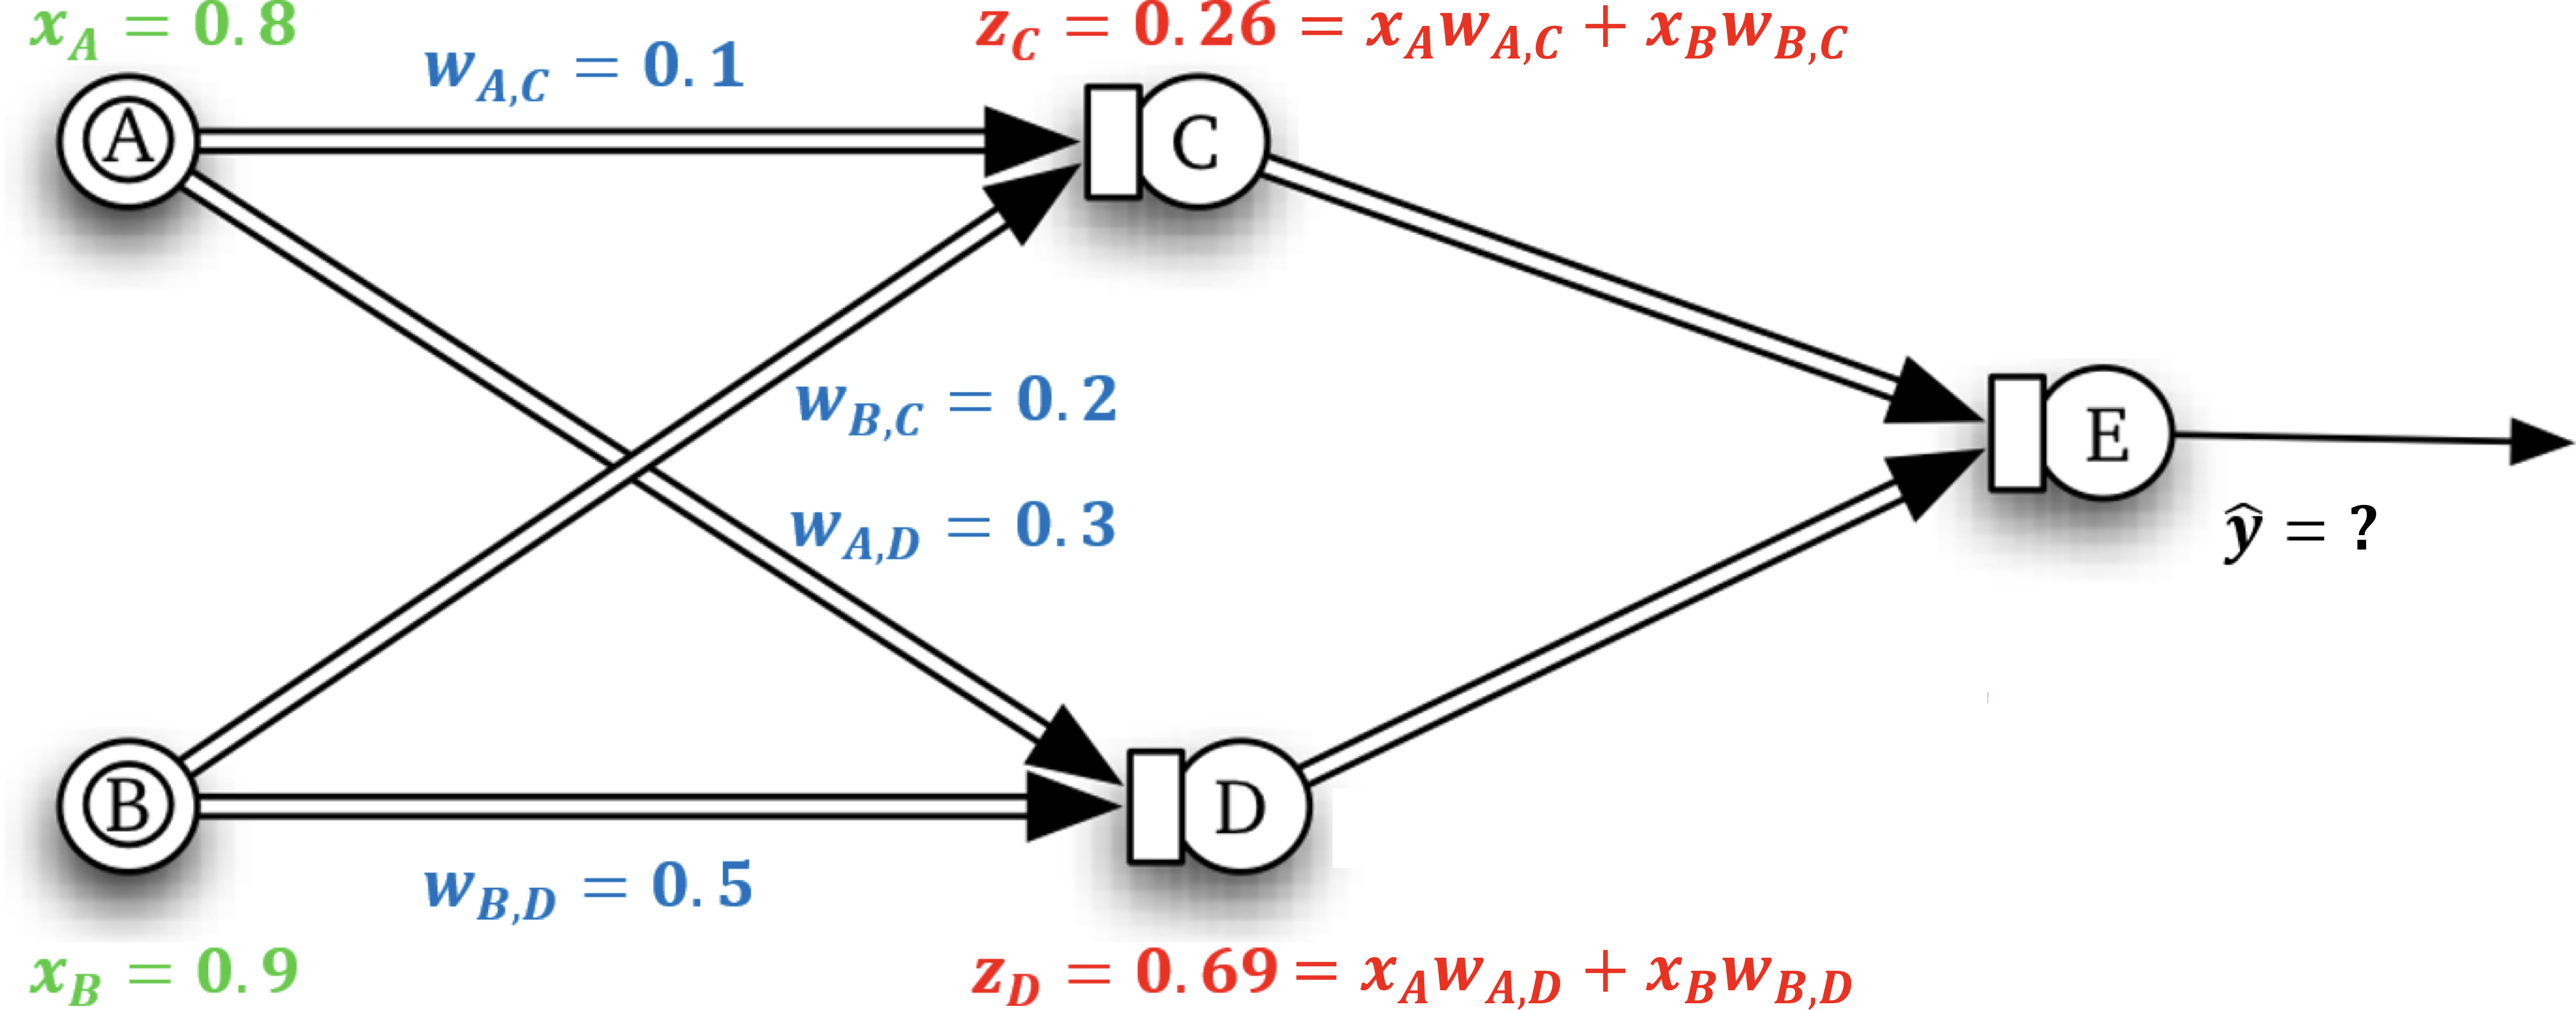 x_A = 0.8
z_C = 0.26 = x_A w_{A,C} + x_B w_{B,C}
w_{A,C} = 0.1
A
C
w_{B,C} = 0.2
E
w_{A,D} = 0.3
ŷ = ?
B
D
w_{B,D} = 0.5
x_B = 0.9
z_D = 0.69 = x_A w_{A,D} + x_B w_{B,D}